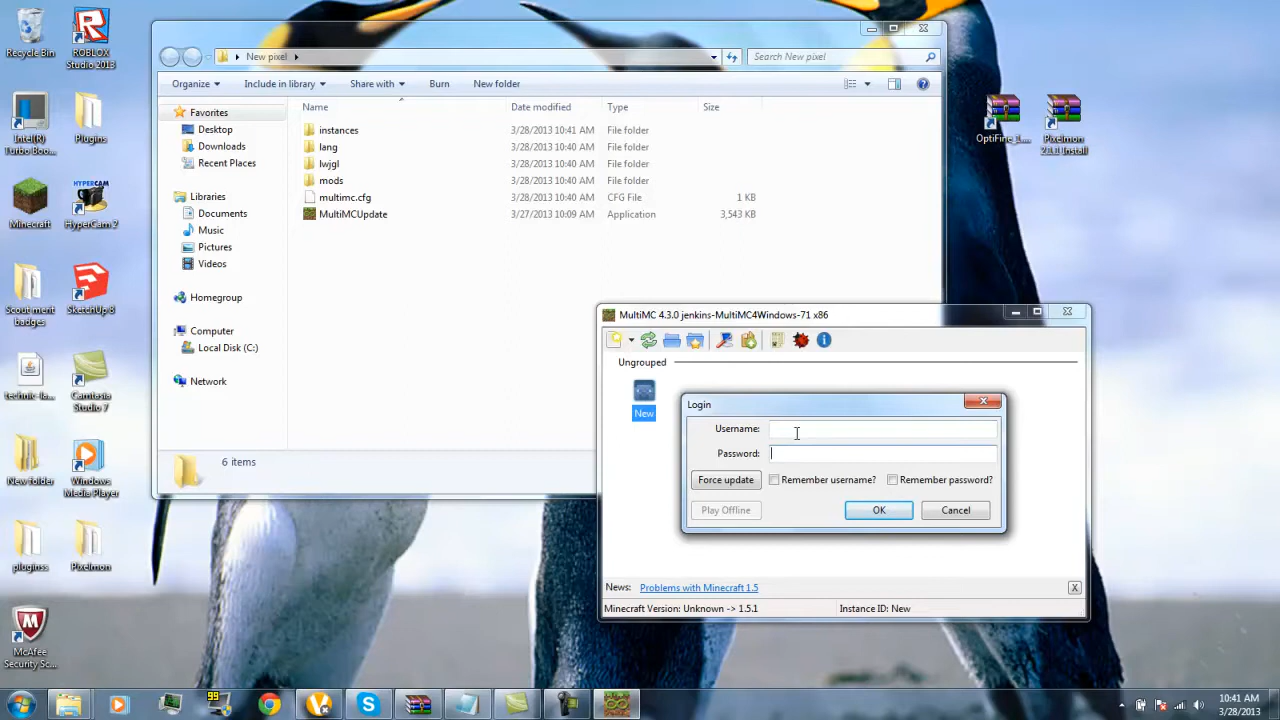 Recycle Bin
ROBLOX
Studio 2013
Intel(R)
Turbo Boo...
Plugins
Minecraft
HyperCam 2
Scout merit
badges
SketchUp 8
technic-la...
Camtasia
Studio 7
New folder
Windows
Media Player
pluginss
Pixelmon
McAfee
Security Sc...
New pixel
Search New pixel
Organize
Include in library
Share with
Burn
New folder
Name
Date modified
Type
Size
Favorites
Desktop
Downloads
Recent Places
Libraries
Documents
Music
Pictures
Videos
Homegroup
Computer
Local Disk (C:)
Network
instances 3/28/2013 10:41 AM File folder
lang 3/28/2013 10:40 AM File folder
lwjgl 3/28/2013 10:40 AM File folder
mods 3/28/2013 10:40 AM File folder
multimc.cfg 3/28/2013 10:40 AM CFG File 1 KB
MultiMCUpdate 3/27/2013 10:09 AM Application 3,543 KB
6 items
OptiFine_1....
Pixelmon
2.1.1 Install
MultiMC 4.3.0 jenkins-MultiMC4Windows-71 x86
Ungrouped
New
Login
Username:
Password:
Force update
Remember username?
Remember password?
Play Offline
OK
Cancel
News:
Problems with Minecraft 1.5
X
Minecraft Version: Unknown -> 1.5.1
Instance ID: New
99
10:41 AM
3/28/2013